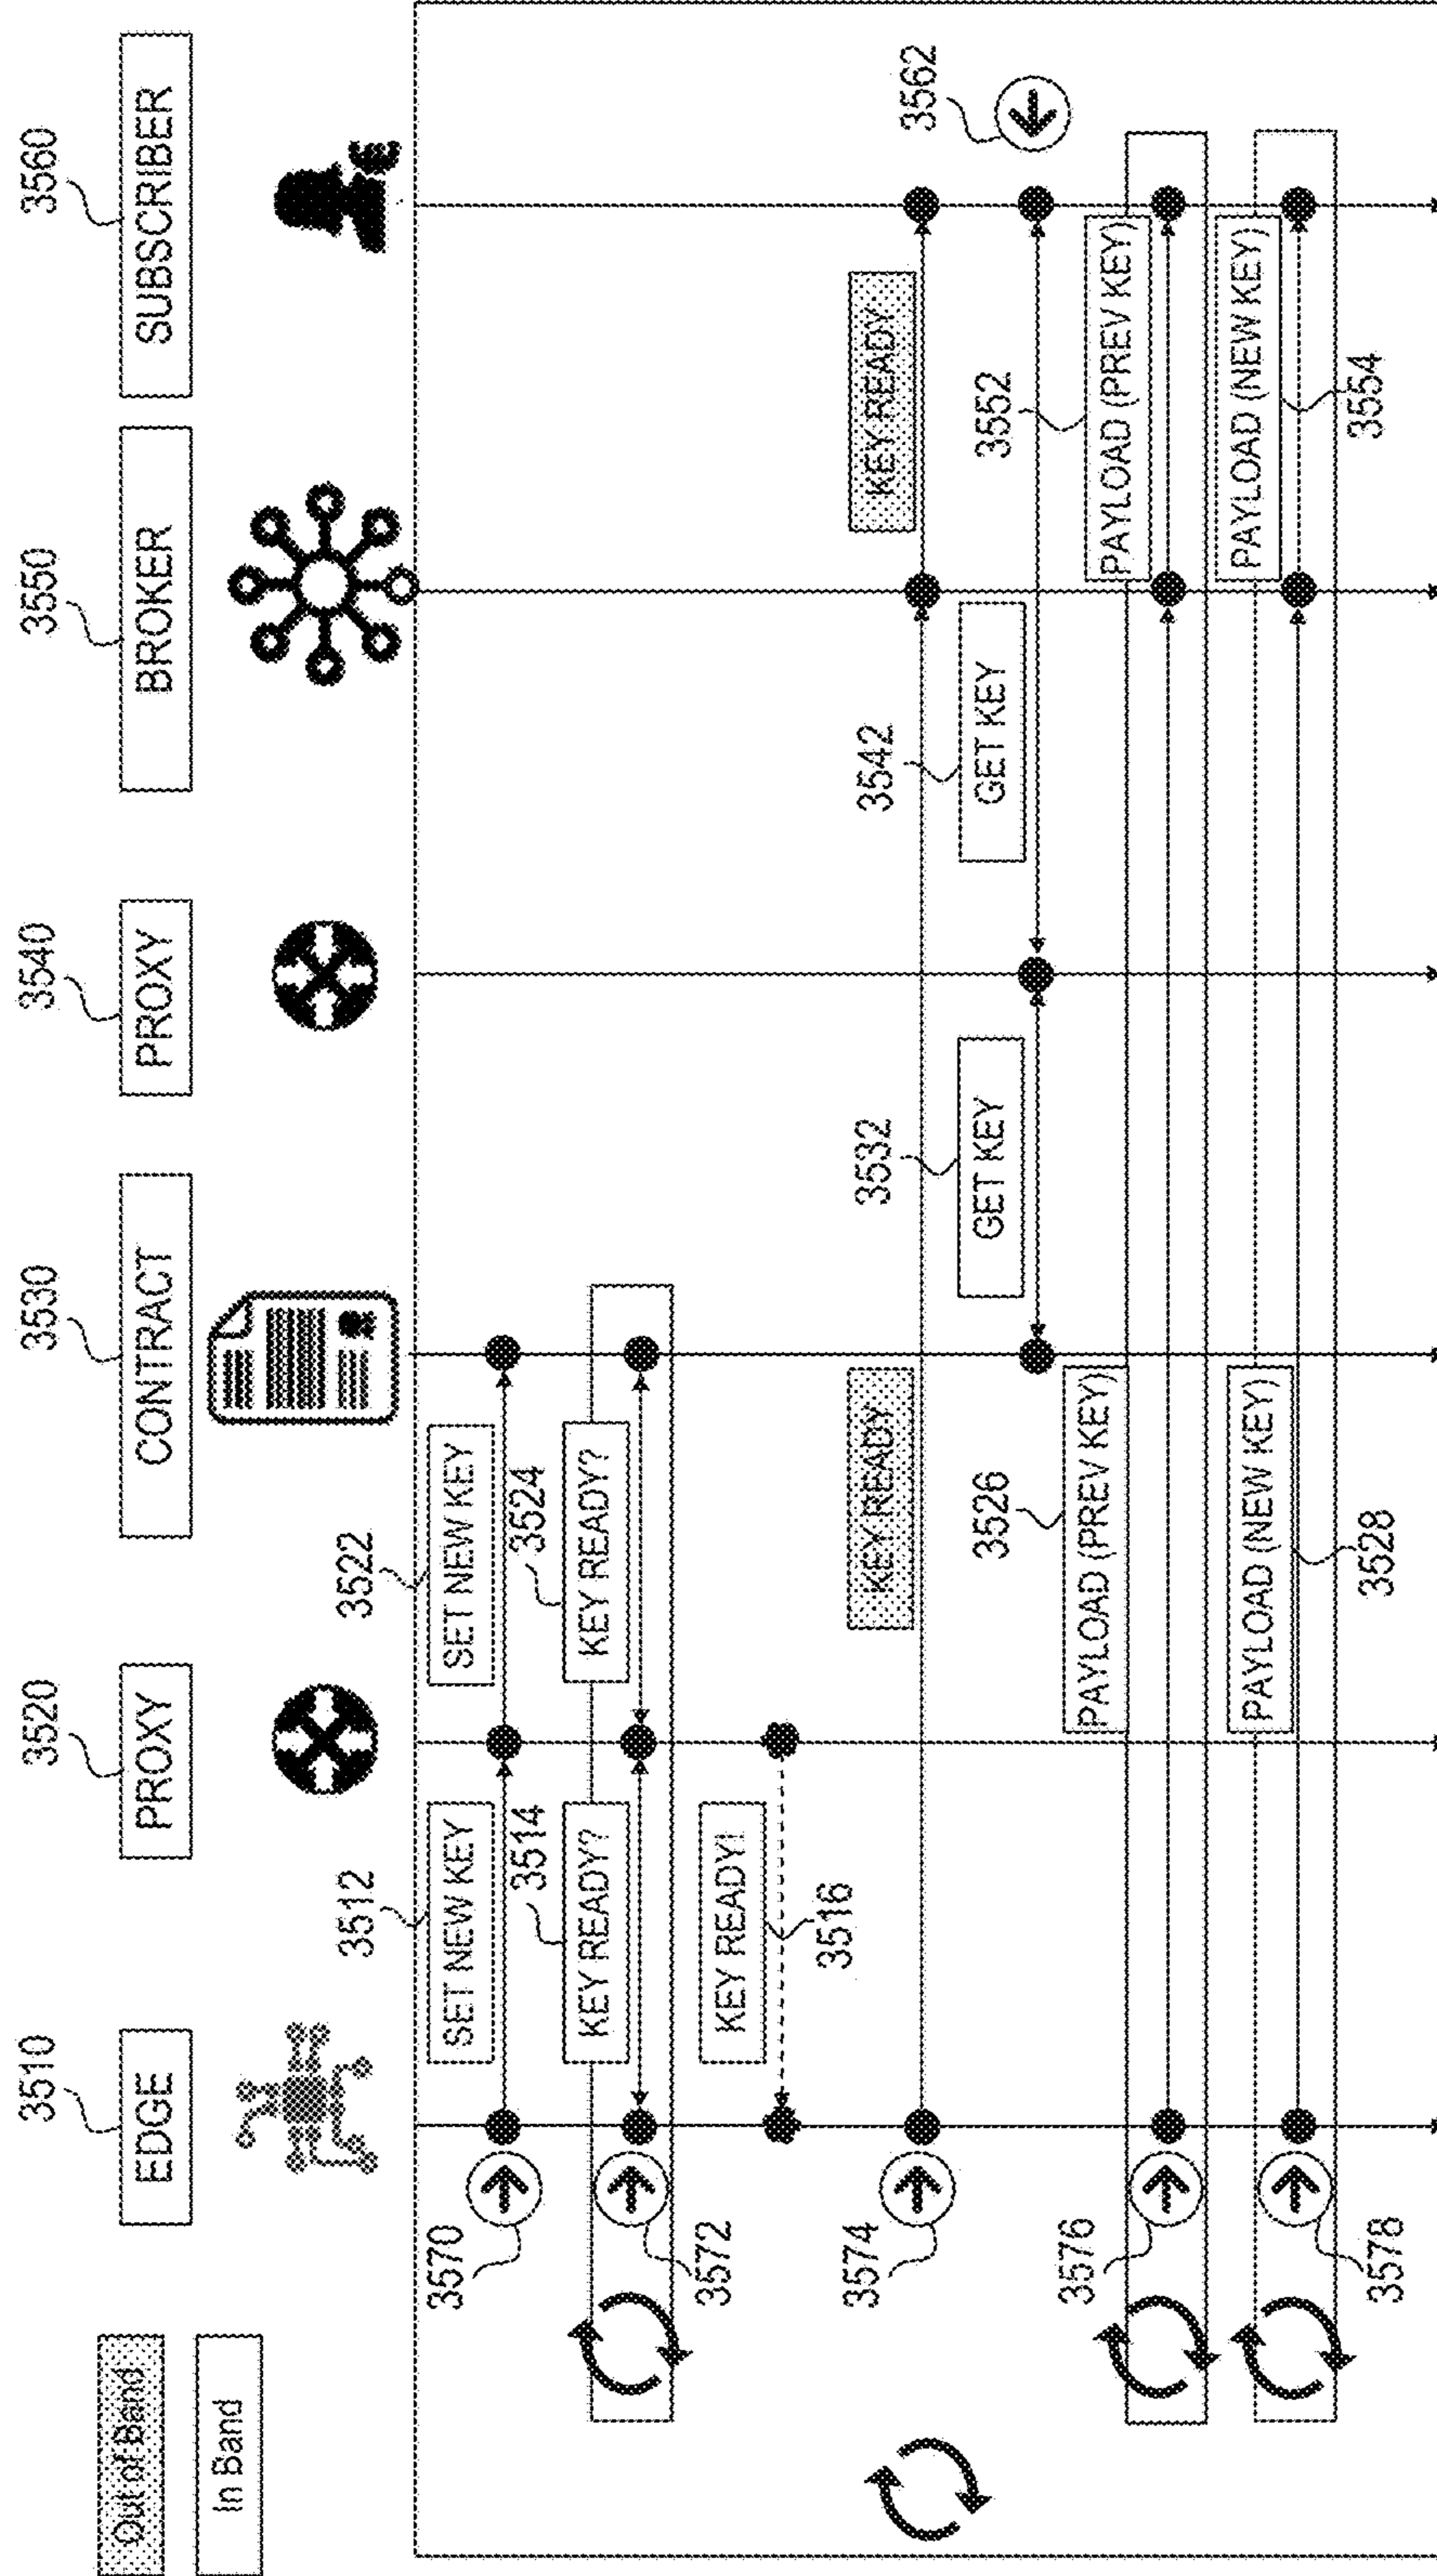 Out of Band
In Band
3510
EDGE
3520
PROXY
3530
CONTRACT
3540
PROXY
3550
BROKER
3560
SUBSCRIBER
3570
3512
SET NEW KEY
3522
SET NEW KEY
3572
3514
KEY READY?
3524
KEY READY?
KEY READY!
3516
3574
KEY READY
KEY READY
3532
GET KEY
3542
GET KEY
3562
3576
3526
PAYLOAD (PREV KEY)
3552
PAYLOAD (PREV KEY)
3578
PAYLOAD (NEW KEY)
3528
PAYLOAD (NEW KEY)
3554